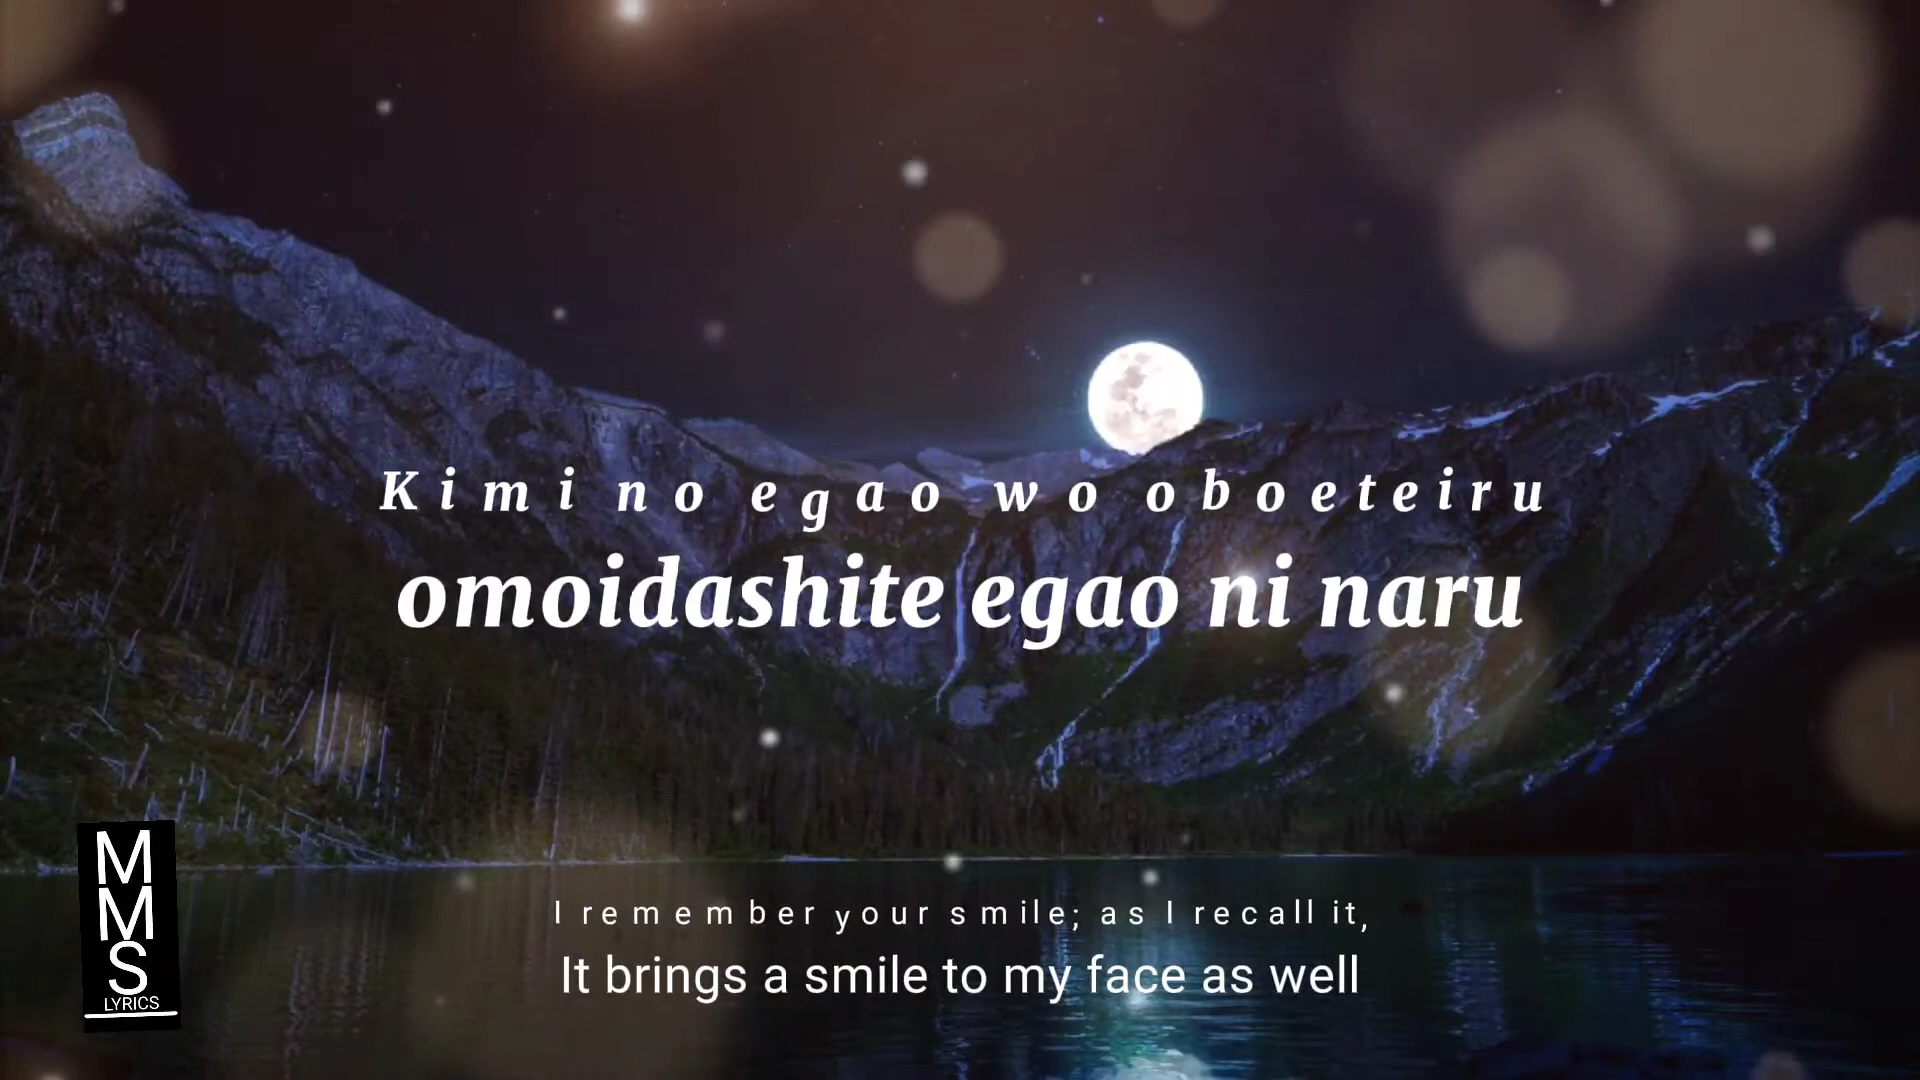 Kimi no egao wo oboeteiru
omoidashite egao ni naru
I remember your smile; as I recall it,
It brings a smile to my face as well
M
M
S
LYRICS